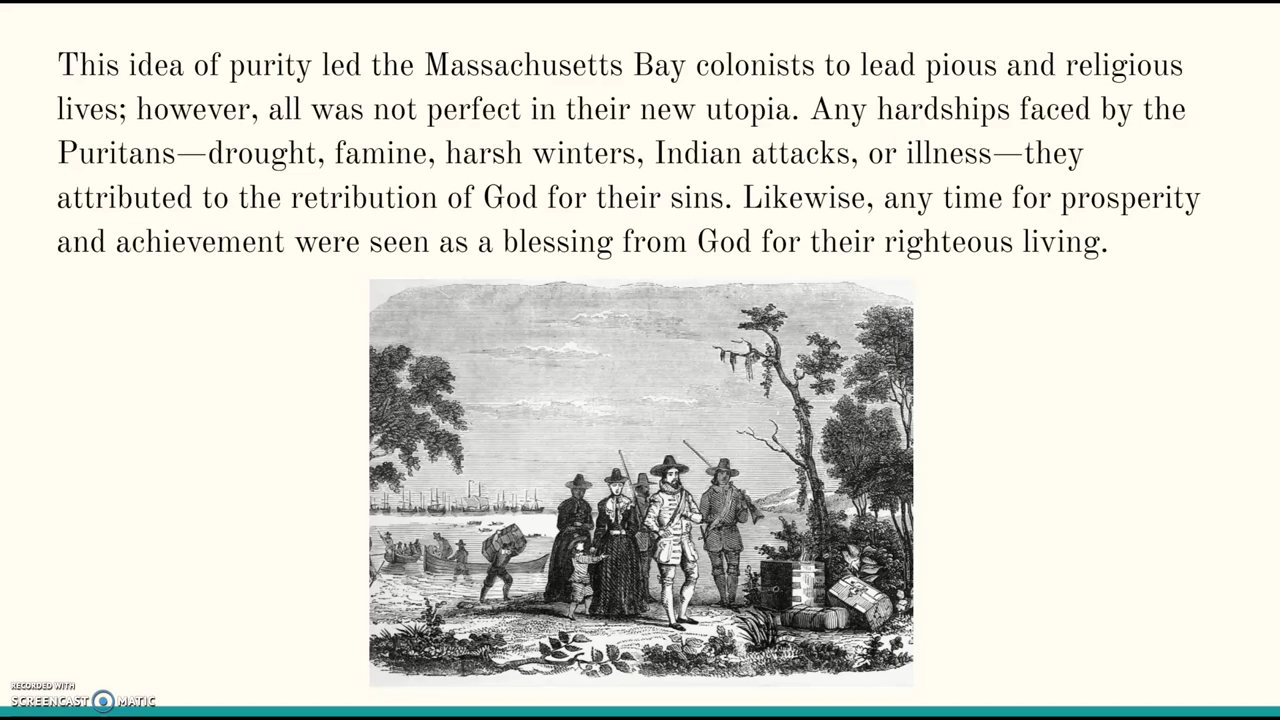 This idea of purity led the Massachusetts Bay colonists to lead pious and religious
lives; however, all was not perfect in their new utopia. Any hardships faced by the
Puritans—drought, famine, harsh winters, Indian attacks, or illness—they
attributed to the retribution of God for their sins. Likewise, any time for prosperity
and achievement were seen as a blessing from God for their righteous living.
RECORDED WITH
SCREENCAST MATIC